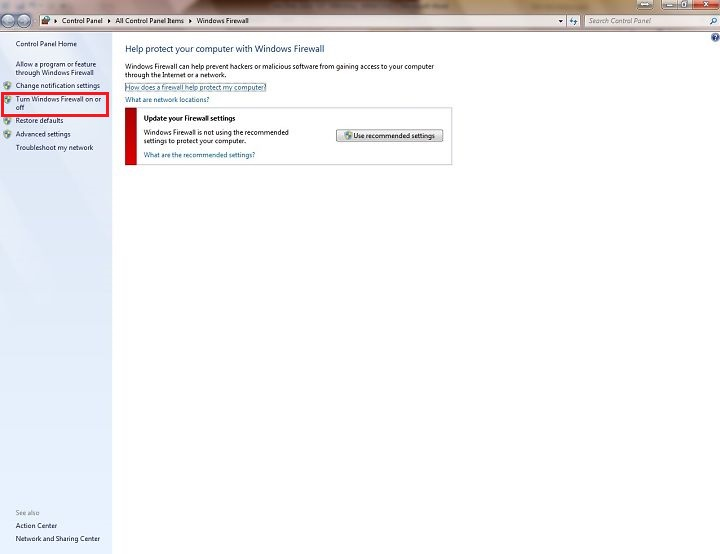 Control Panel ▸ All Control Panel Items ▸ Windows Firewall
Search Control Panel
Control Panel Home
Allow a program or feature
through Windows Firewall
Change notification settings
Turn Windows Firewall on or
off
Restore defaults
Advanced settings
Troubleshoot my network
See also
Action Center
Network and Sharing Center
Help protect your computer with Windows Firewall
Windows Firewall can help prevent hackers or malicious software from gaining access to your computer
through the Internet or a network.
How does a firewall help protect my computer?
What are network locations?
Update your Firewall settings
Windows Firewall is not using the recommended
settings to protect your computer.
Use recommended settings
What are the recommended settings?